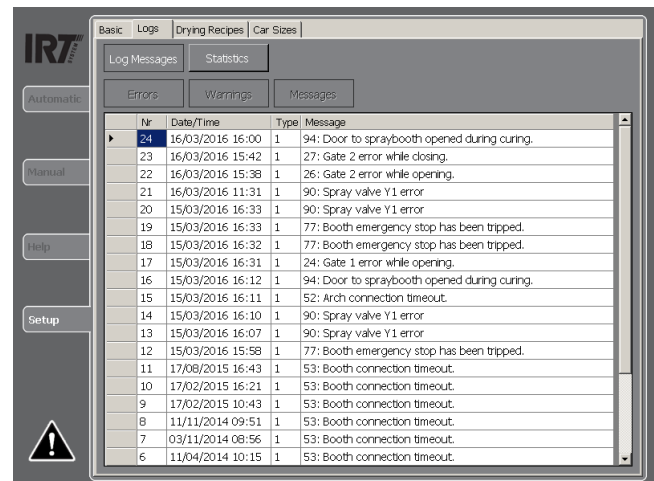 Basic Logs Drying Recipes Car Sizes
IRT SYSTEM
Log Messages Statistics
Automatic
Errors Warnings Messages
Nr Date/Time Type Message
24 16/03/2016 16:00 1 94: Door to spraybooth opened during curing.
23 16/03/2016 15:42 1 27: Gate 2 error while closing.
22 16/03/2016 15:38 1 26: Gate 2 error while opening.
Manual
21 16/03/2016 11:31 1 90: Spray valve Y1 error
20 15/03/2016 16:33 1 90: Spray valve Y1 error
19 15/03/2016 16:33 1 77: Booth emergency stop has been tripped.
18 15/03/2016 16:32 1 77: Booth emergency stop has been tripped.
Help
17 15/03/2016 16:31 1 24: Gate 1 error while opening.
16 15/03/2016 16:12 1 94: Door to spraybooth opened during curing.
15 15/03/2016 16:11 1 52: Arch connection timeout.
14 15/03/2016 16:10 1 90: Spray valve Y1 error
Setup
13 15/03/2016 16:07 1 90: Spray valve Y1 error
12 15/03/2016 15:58 1 77: Booth emergency stop has been tripped.
11 17/08/2015 16:43 1 53: Booth connection timeout.
10 17/02/2015 16:21 1 53: Booth connection timeout.
9 17/02/2015 10:43 1 53: Booth connection timeout.
8 11/11/2014 09:51 1 53: Booth connection timeout.
7 03/11/2014 08:56 1 53: Booth connection timeout.
6 11/04/2014 10:15 1 53: Booth connection timeout.